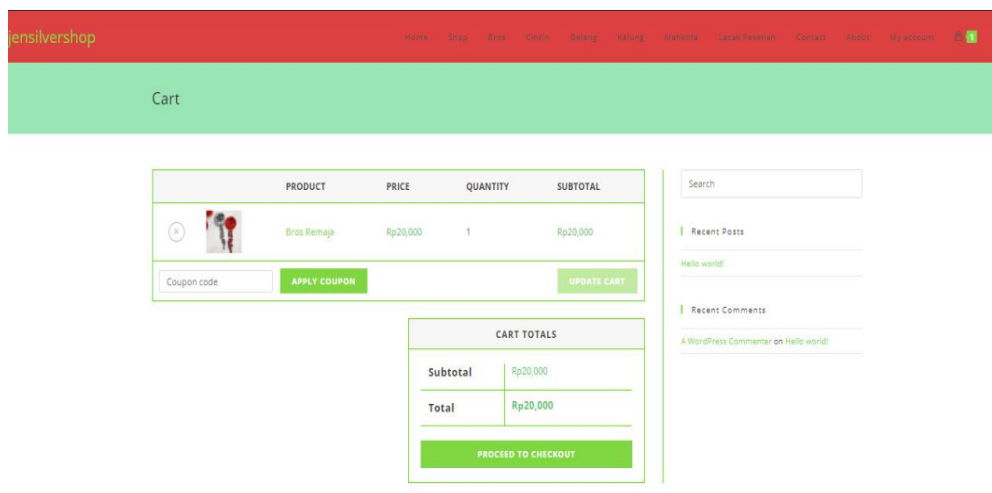 jensilvershop
Home Shop Bros Cincin Gelang Kalung Mahkota Lacak Pesanan Contact About My account 1
Cart
PRODUCT PRICE QUANTITY SUBTOTAL
Bros Remaja Rp20,000 1 Rp20,000
Coupon code APPLY COUPON UPDATE CART
CART TOTALS
Subtotal Rp20,000
Total Rp20,000
PROCEED TO CHECKOUT
Search
Recent Posts
Hello world!
Recent Comments
A WordPress Commenter on Hello world!